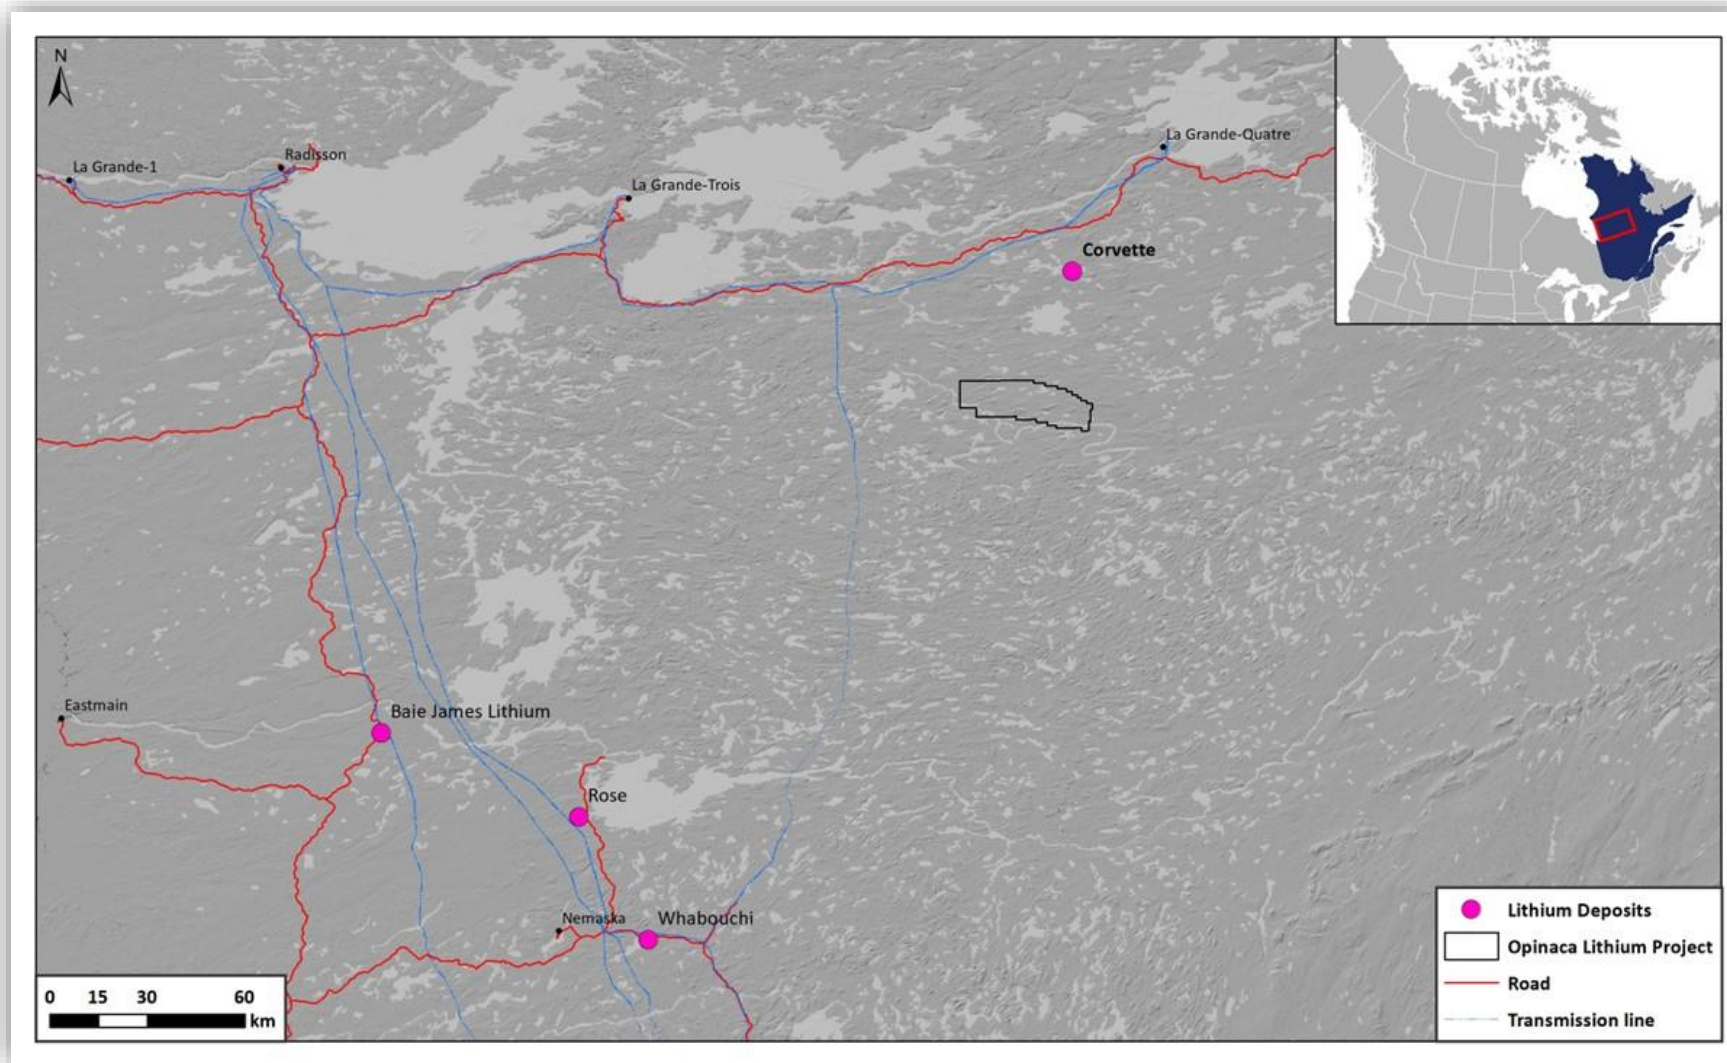 N
La Grande-1
Radisson
La Grande-Trois
La Grande-Quatre
Corvette
Eastmain
Baie James Lithium
Rose
Nemaska
Whabouchi
0 15 30 60
km
Lithium Deposits
Opinaca Lithium Project
Road
Transmission line